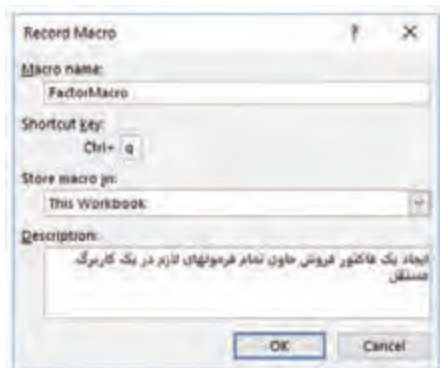 Record Macro
?
Macro name:
FactorMacro
Shortcut key:
Ctrl+ q
Store macro in:
This Workbook
Description:
ایجاد یک فاکتور فروش حاوی تمام فرمولهای لازم در یک کاربرگ
مستقل
OK Cancel